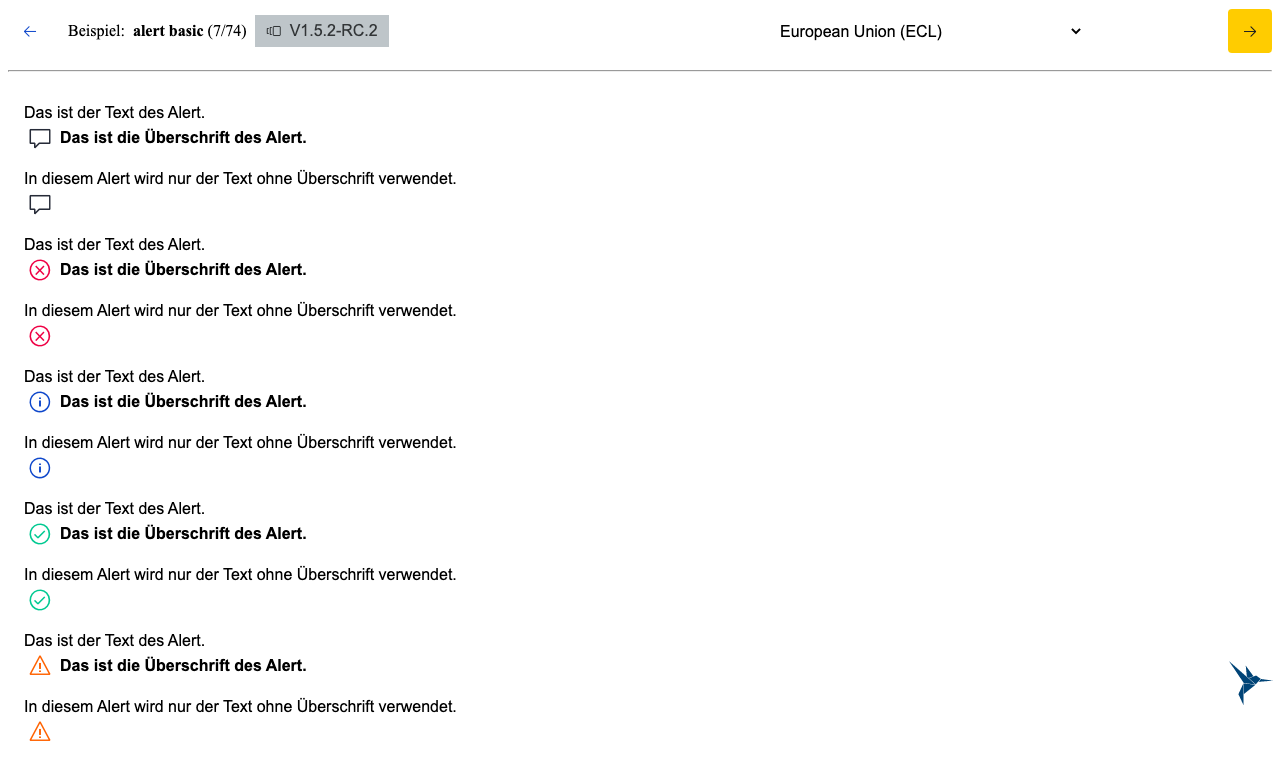 Beispiel: alert basic (7/74) V1.5.2-RC.2 European Union (ECL)
Das ist der Text des Alert.
Das ist die Überschrift des Alert.
In diesem Alert wird nur der Text ohne Überschrift verwendet.
Das ist der Text des Alert.
Das ist die Überschrift des Alert.
In diesem Alert wird nur der Text ohne Überschrift verwendet.
Das ist der Text des Alert.
Das ist die Überschrift des Alert.
In diesem Alert wird nur der Text ohne Überschrift verwendet.
Das ist der Text des Alert.
Das ist die Überschrift des Alert.
In diesem Alert wird nur der Text ohne Überschrift verwendet.
Das ist der Text des Alert.
Das ist die Überschrift des Alert.
In diesem Alert wird nur der Text ohne Überschrift verwendet.